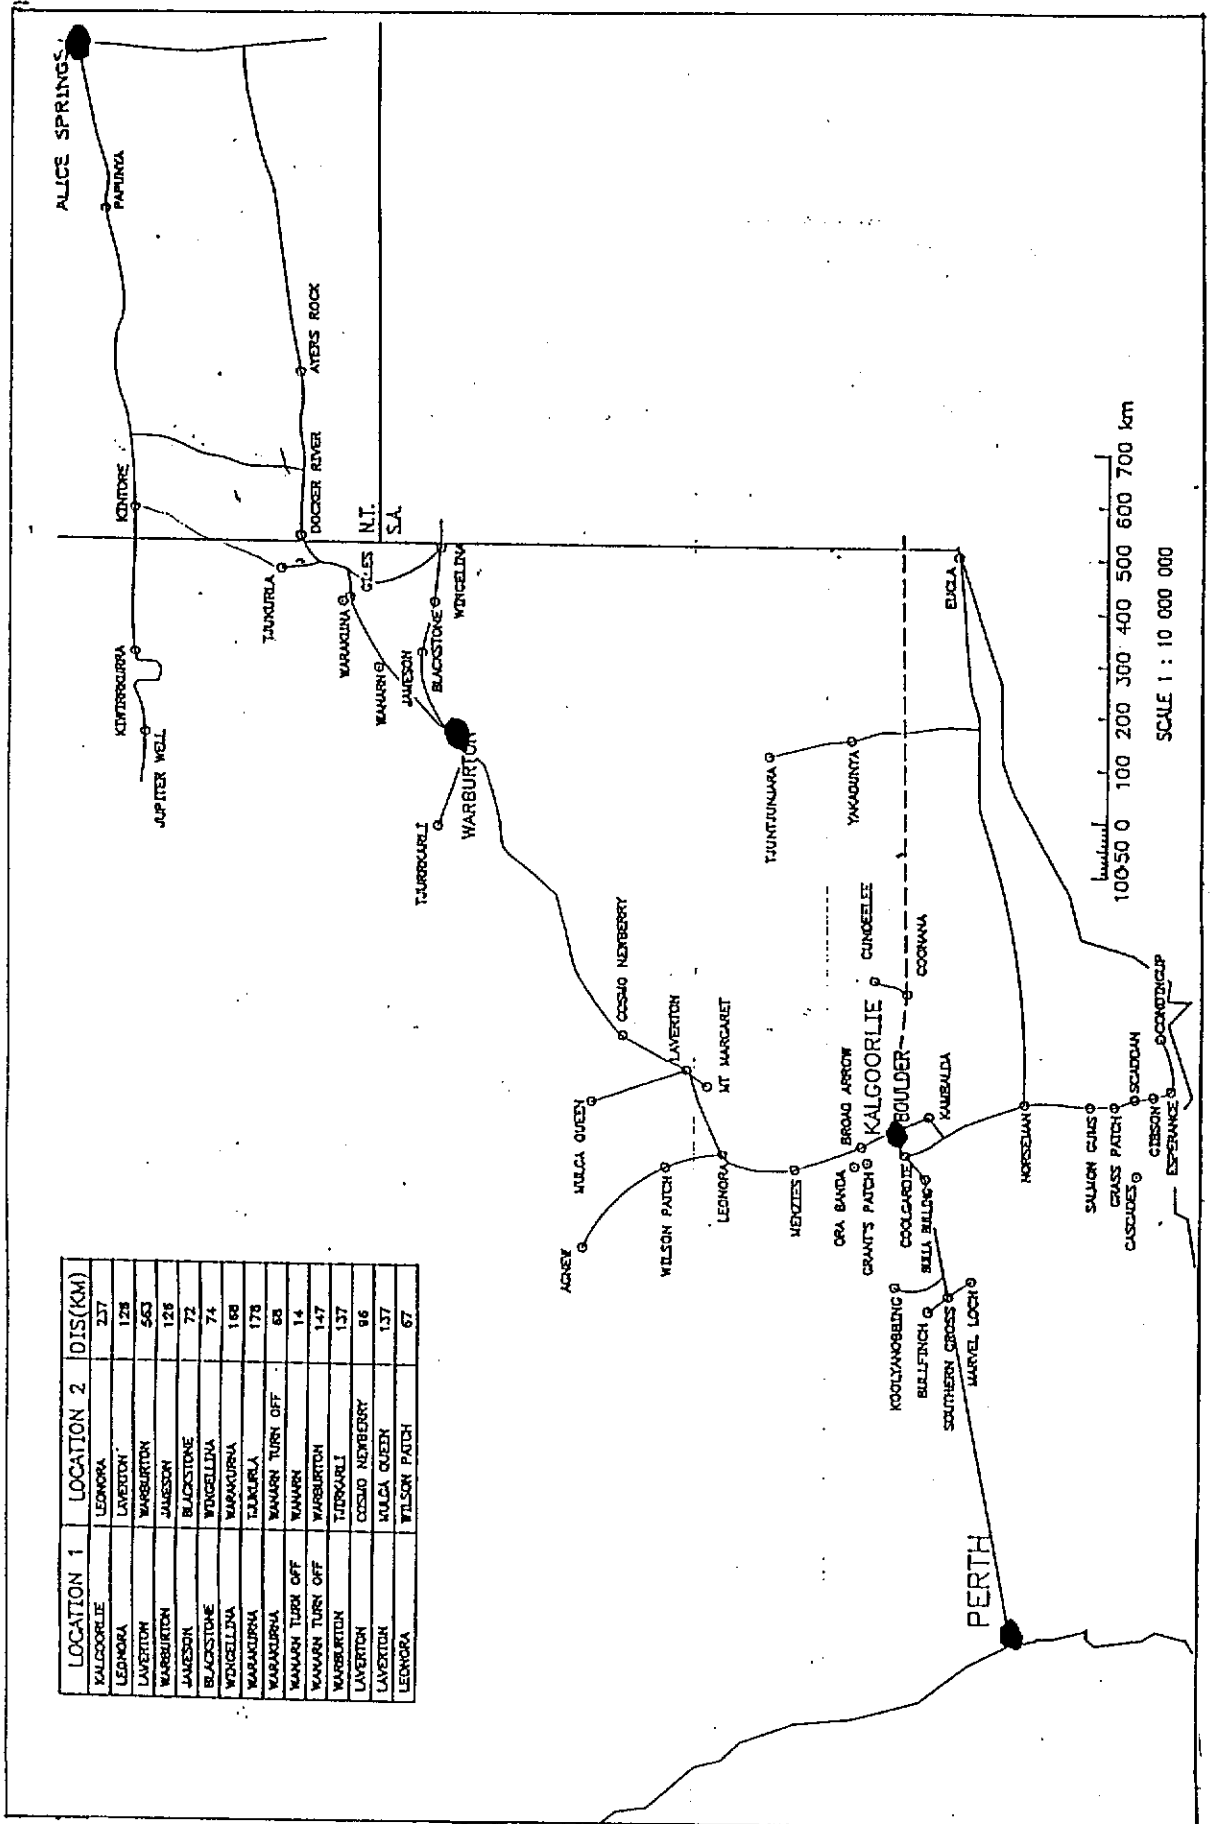 LOCATION 1 LOCATION 2 DIS(KM)
KALGOORLIE LEONORA 237
LEONORA LAVERTON 128
LAVERTON WARBURTON 563
WARBURTON JAMESON 126
JAMESON BLACKSTONE 72
BLACKSTONE WINGELLINA 74
WINGELLINA WARAKURNA 168
WARAKURNA TJUKURLA 178
WARAKURNA WANARN TURN OFF 68
WANARN TURN OFF WANARN 14
WANARN TURN OFF WARBURTON 147
WARBURTON TJIRKARLI 137
LAVERTON COSMO NEWBERRY 96
LAVERTON MULGA QUEEN 137
LEONORA WILSON PATCH 67
ALICE SPRINGS
PAPUNYA
KINTORE
KIWIRRKURRA
JUPITER WELL
AYERS ROCK
DOCKER RIVER
N.T.
S.A.
TJUKURLA
GILES
WARAKUNA
WANARN
JAMESON
BLACKSTONE
WINGELINA
WARBURTON
TJURRKARLI
COSMO NEWBERRY
LAVERTON
MT MARGARET
MULGA QUEEN
AGNEW
WILSON PATCH
LEONORA
MENZIES
TJUNTJUNJARA
YAKADUNYA
EUCLA
CUNDEELEE
COONANA
BROAD ARROW
KALGOORLIE
BOULDER
KAMBALDA
ORA BANDA
GRANT'S PATCH
COOLGARDIE
BULLA BULLING
KOOLYANOBBING
BULLFINCH
SOUTHERN CROSS
MARVEL LOCH
PERTH
NORSEMAN
SALMON GUMS
GRASS PATCH
SCADDAN
CASCADES
GIBSON
ESPERANCE
CONDINGUP
100 50 0 100 200 300 400 500 600 700 km
SCALE 1 : 10 000 000